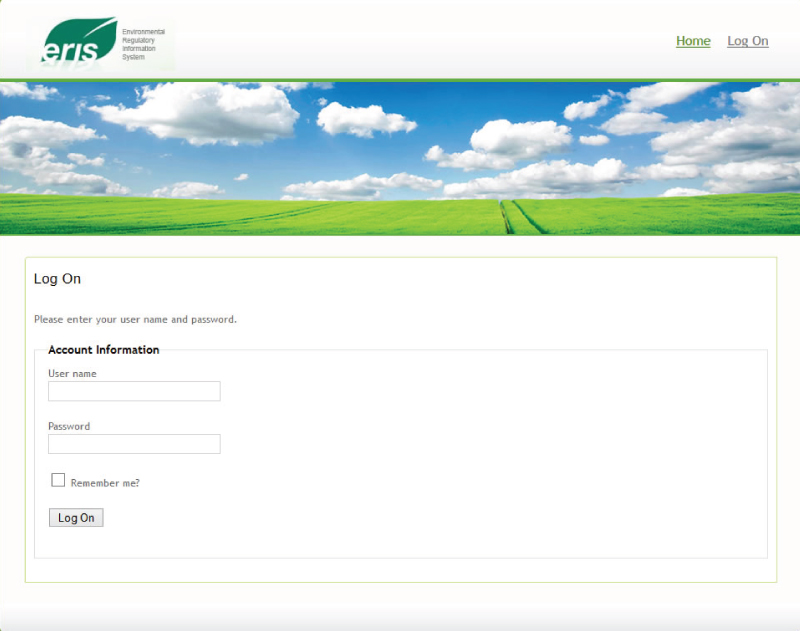 eris
Environmental
Regulatory
Information
System
Home Log On
Log On
Please enter your user name and password.
Account Information
User name
Password
Remember me?
Log On